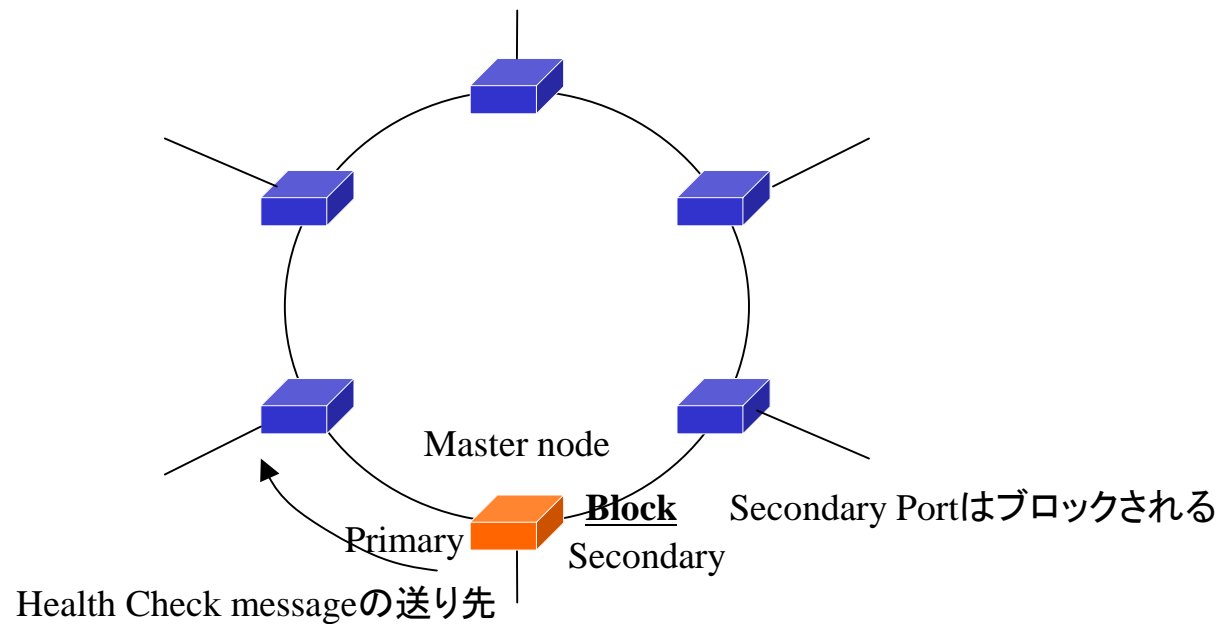 Master node
Block
Secondary Portはブロックされる
Primary
Secondary
Health Check messageの送り先